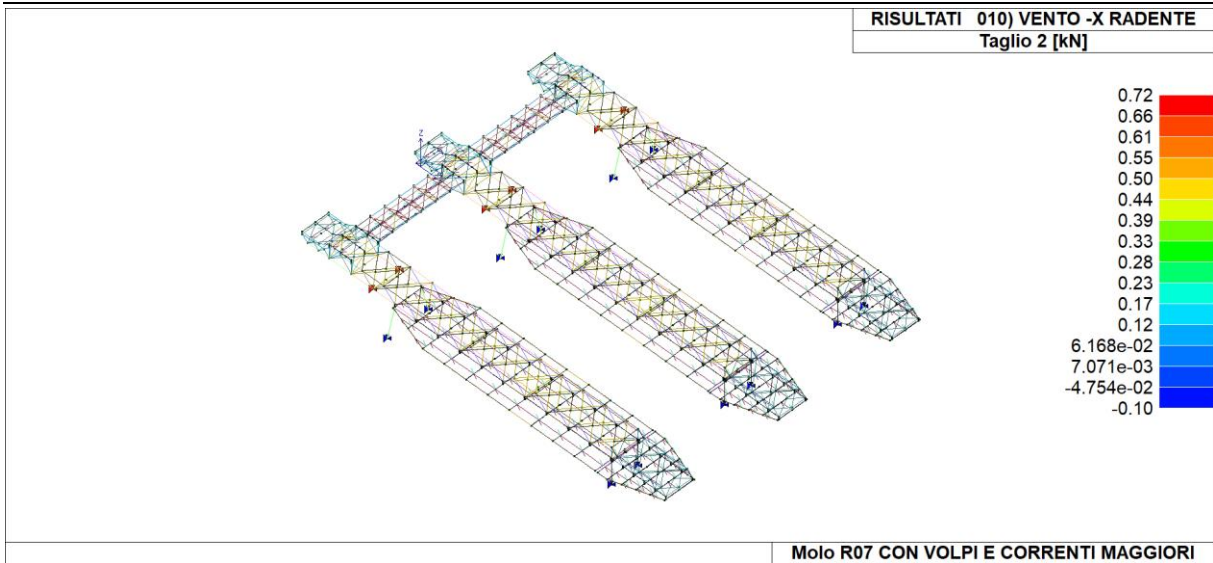 RISULTATI 010) VENTO -X RADENTE
Taglio 2 [kN]
Z
0.72
0.66
0.61
0.55
0.50
0.44
0.39
0.33
0.28
0.23
0.17
0.12
6.168e-02
7.071e-03
-4.754e-02
-0.10
Molo R07 CON VOLPI E CORRENTI MAGGIORI